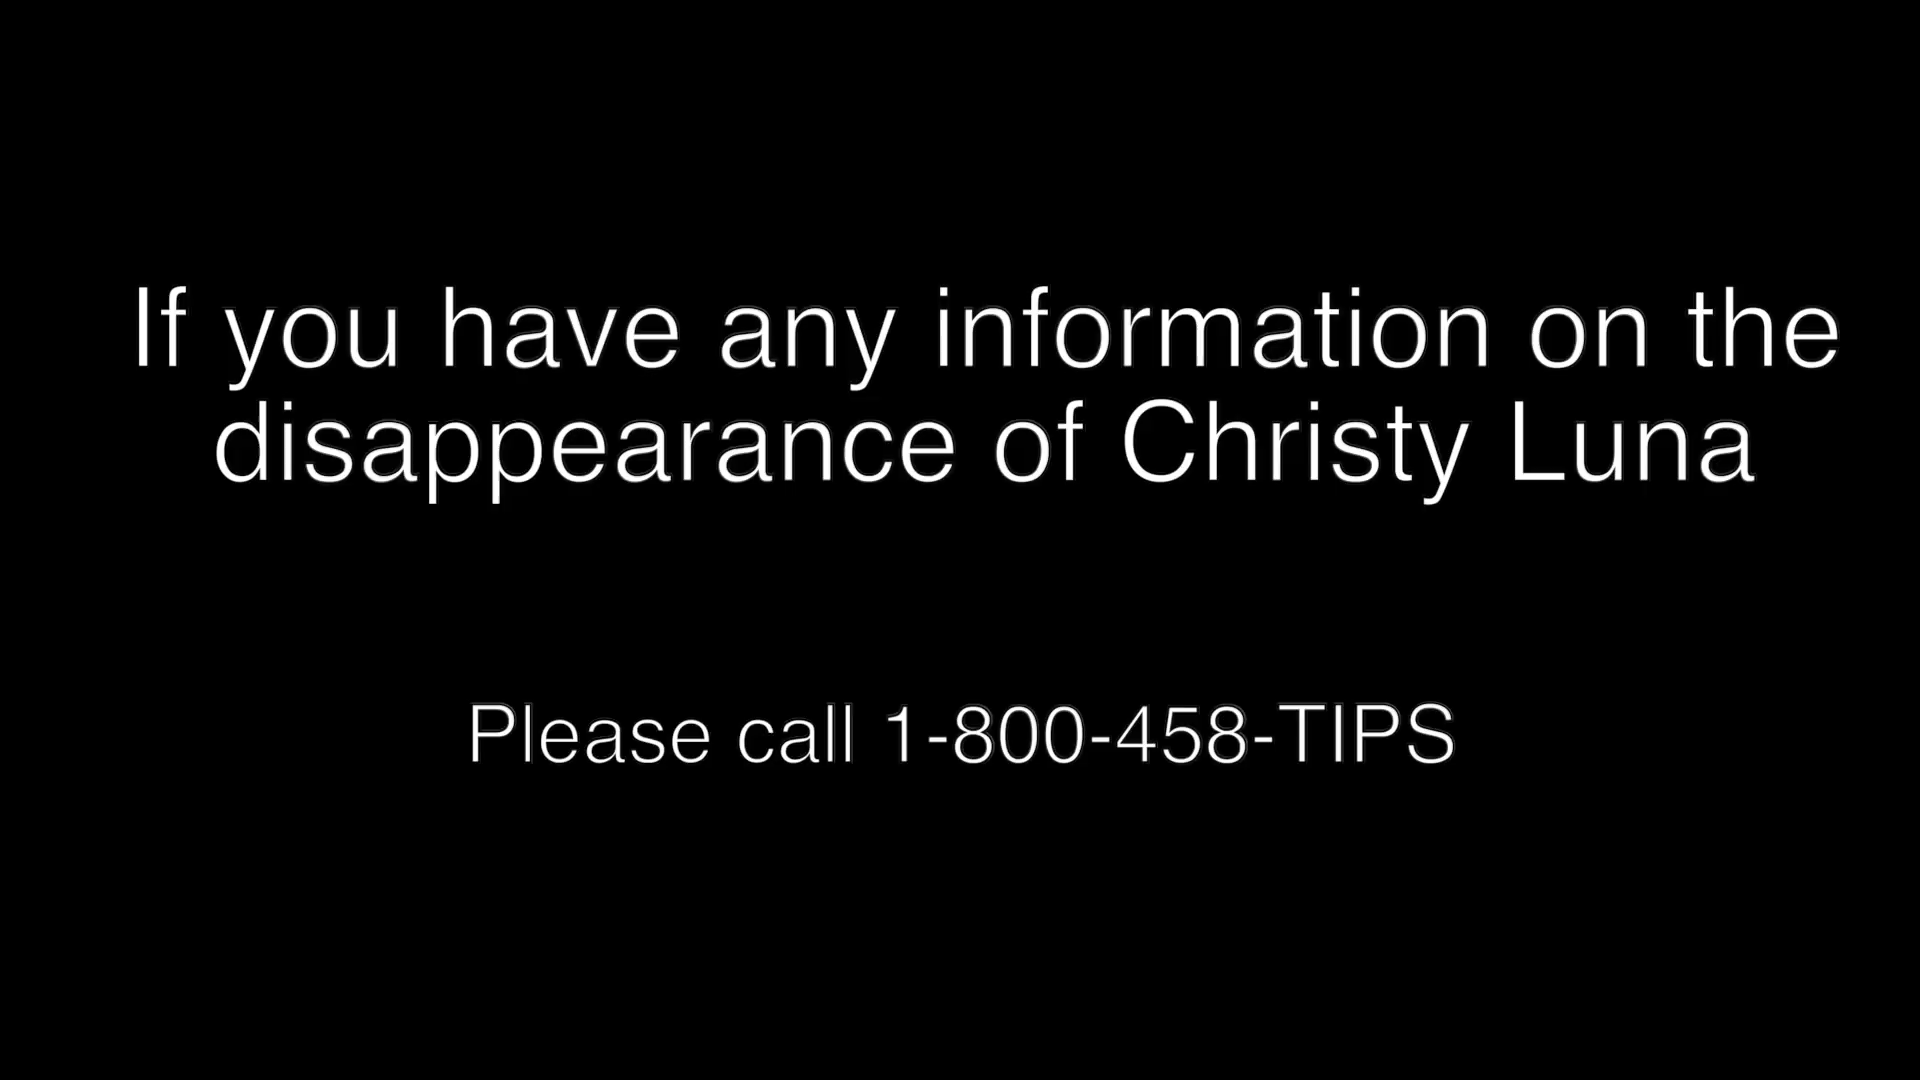 If you have any information on the
disappearance of Christy Luna
Please call 1-800-458-TIPS